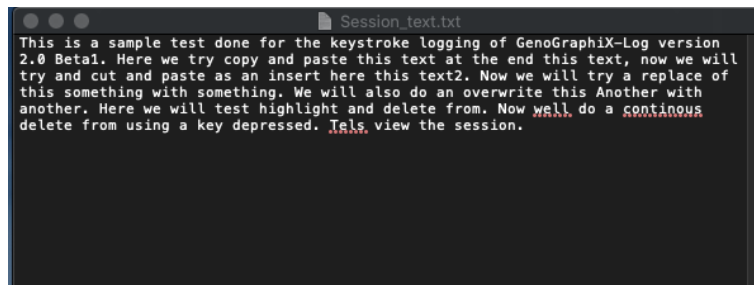 Session_text.txt
This is a sample test done for the keystroke logging of GenoGraphiX-Log version
2.0 Beta1. Here we try copy and paste this text at the end this text, now we will
try and cut and paste as an insert here this text2. Now we will try a replace of
this something with something. We will also do an overwrite this Another with
another. Here we will test highlight and delete from. Now well do a continous
delete from using a key depressed. Tels view the session.